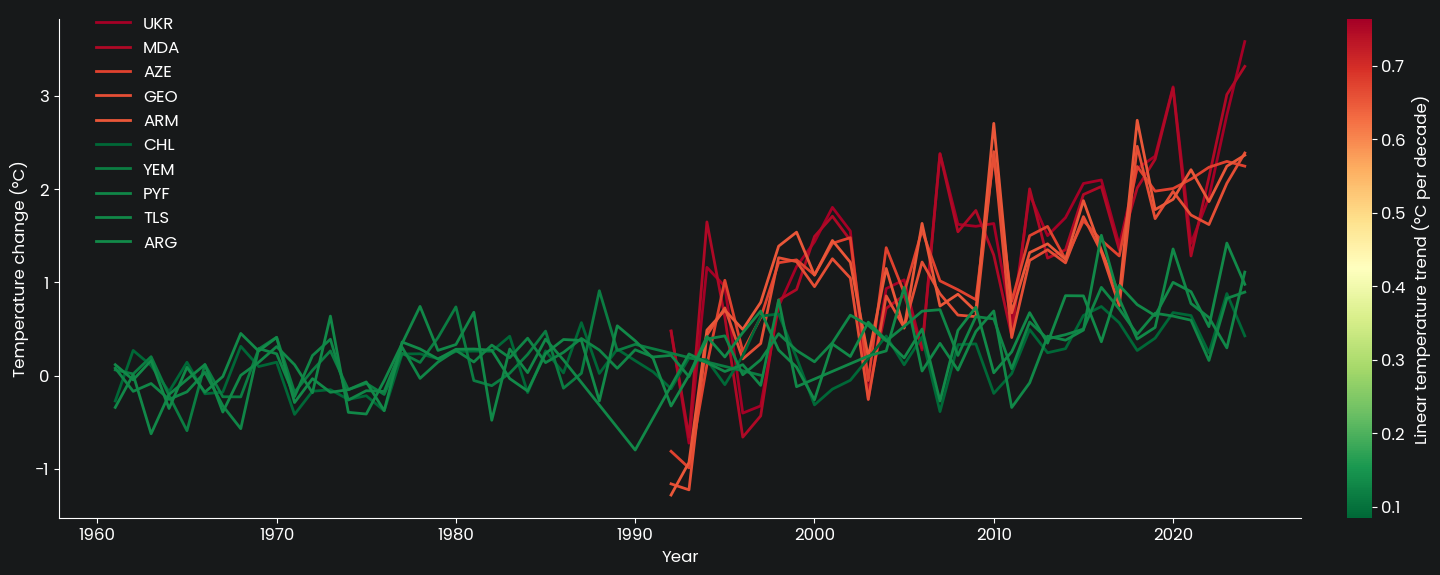 UKR
MDA
AZE
GEO
ARM
CHL
YEM
PYF
TLS
ARG
3
2
1
0
−1
Temperature change (°C)
1960 1970 1980 1990 2000 2010 2020
Year
0.7
0.6
0.5
0.4
0.3
0.2
0.1
Linear temperature trend (°C per decade)